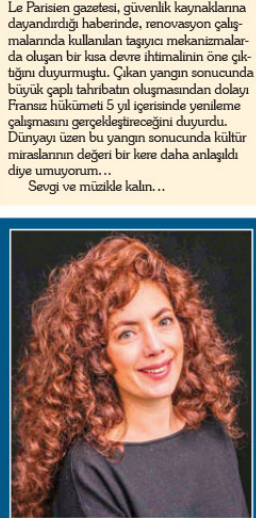 Le Parisien gazetesi, güvenlik kaynaklarına
dayandırdığı haberinde, renovasyon çalış-
malarında kullanılan taşıyıcı mekanizmalar-
da oluşan bir kısa devre ihtimalinin öne çık-
tığını duyurmuştu. Çıkan yangın sonucunda
büyük çaplı tahribatın oluşmasından dolayı
Fransız hükümeti 5 yıl içerisinde yenileme
çalışmasını gerçekleştireceğini duyurdu.
Dünyayı üzen bu yangın sonucunda kültür
miraslarının değeri bir kere daha anlaşıldı
diye umuyorum...
Sevgi ve müzikle kalın...